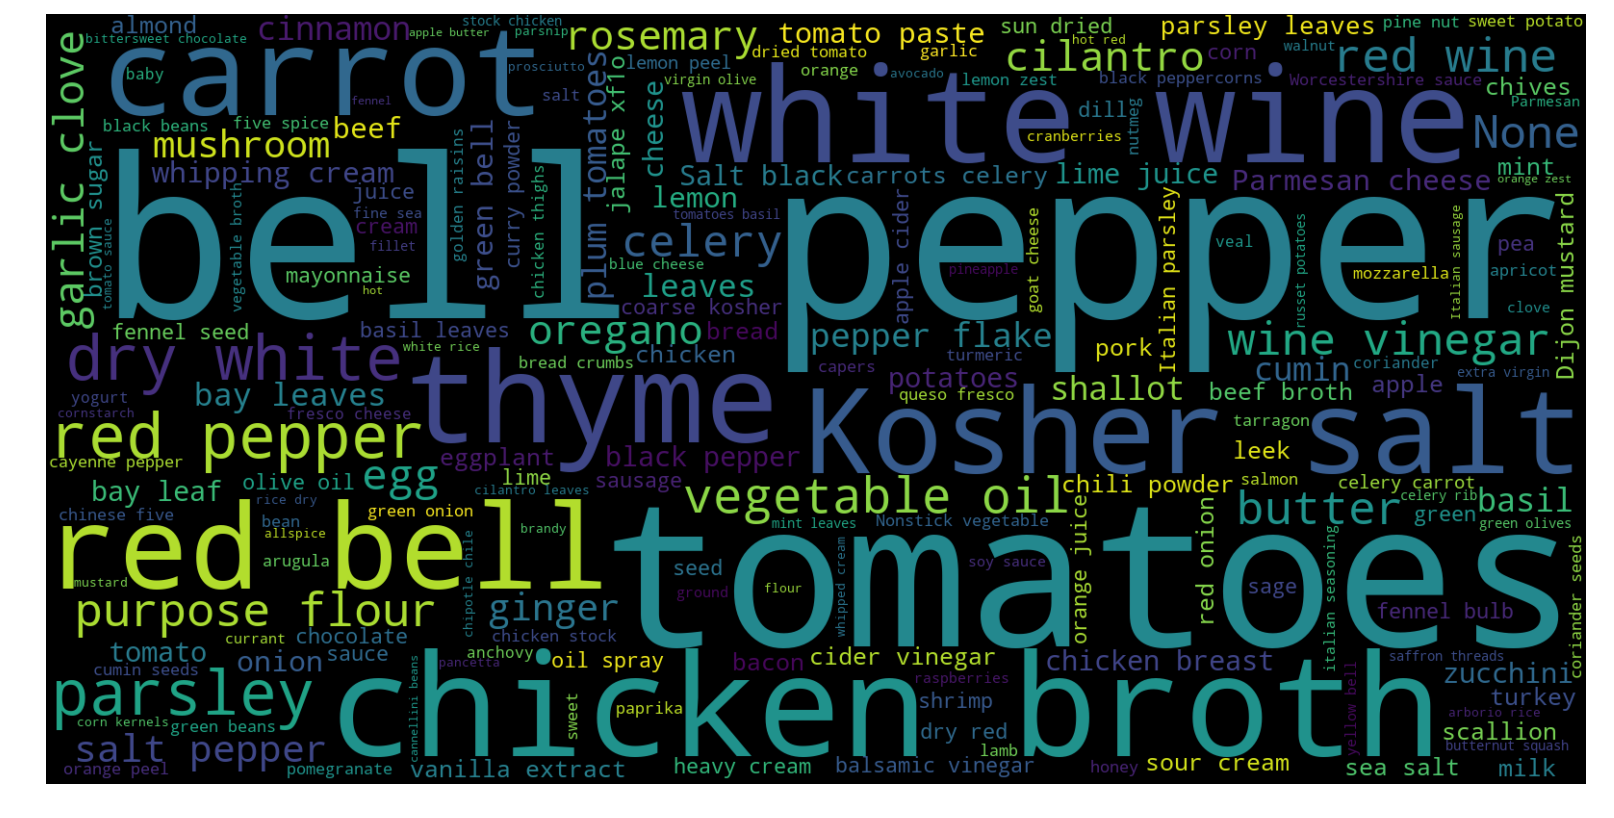 almond
cinnamon
stock chicken
apple butter
parsnip
bittersweet chocolate
carrot
rosemary
tomato paste
dried tomato
garlic
sun dried
hot red
parsley leaves
pine nut
sweet potato
cilantro
corn
walnut
red wine
baby
prosciutto
salt
fennel
lemon peel
virgin olive
orange
avocado
lemon zest
black peppercorns
Worcestershire sauce
chives
Parmesan
garlic clove
black beans
five spice
beef
mushroom
whipping cream
white wine
dill
cranberries
nutmeg
None
mint
orange zest
cheese
jalape xf1o
plum tomatoes
green bell
curry powder
chicken thighs
golden raisins
brown sugar
tomato sauce
vegetable broth
juice
fine sea
cream
fillet
mayonnaise
hot
bell pepper
Salt black
carrots celery
lime juice
Parmesan cheese
lemon
tomatoes basil
celery
blue cheese
leaves
coarse kosher
apple cider
pineapple
goat cheese
Italian parsley
veal
russet potatoes
mozzarella
Italian sausage
pea
apricot
clove
Dijon mustard
fennel seed
basil leaves
white rice
oregano
bread
bread crumbs
chicken
pepper flake
turmeric
capers
pork
wine vinegar
cumin
coriander
extra virgin
dry white
yogurt
cornstarch
bay leaves
fresco cheese
thyme
potatoes
queso fresco
shallot
beef broth
apple
tarragon
leek
Kosher salt
red pepper
cayenne pepper
eggplant
black pepper
sausage
bay leaf
olive oil
egg
lime
rice dry
cilantro leaves
vegetable oil
chili powder
salmon
celery carrot
celery rib
basil
green
green olives
butter
chinese five
bean
allspice
green onion
brandy
mint leaves
Nonstick vegetable
orange juice
red onion
red bell
arugula
mustard
chipotle chile
tomatoes
seed
ground
flour
whipped cream
soy sauce
sage
italian seasoning
fennel bulb
coriander seeds
purpose flour
ginger
currant
chocolate
chicken stock
tomato
cumin seeds
onion
sauce
anchovy
pancetta
oil spray
bacon
cider vinegar
raspberries
chicken breast
saffron threads
zucchini
turkey
parsley
corn kernels
green beans
cannellini beans
chicken broth
sweet
paprika
shrimp
dry red
lamb
yellow bell
arborio rice
scallion
butternut squash
salt pepper
orange peel
pomegranate
vanilla extract
heavy cream
balsamic vinegar
honey
sour cream
sea salt
milk